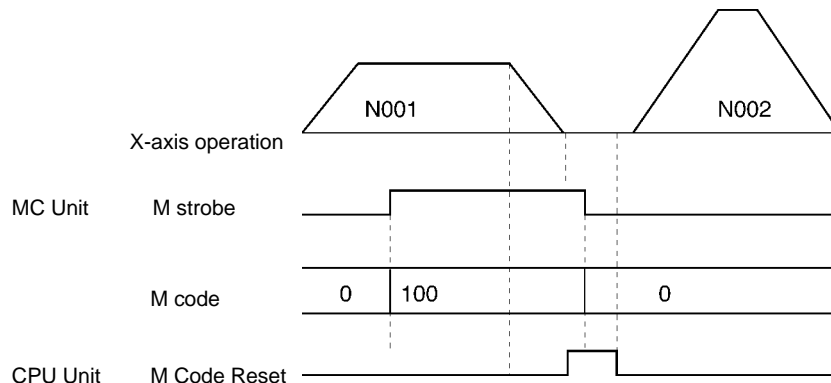 N001 N002
X-axis operation
MC Unit M strobe
M code 0 100 0
CPU Unit M Code Reset